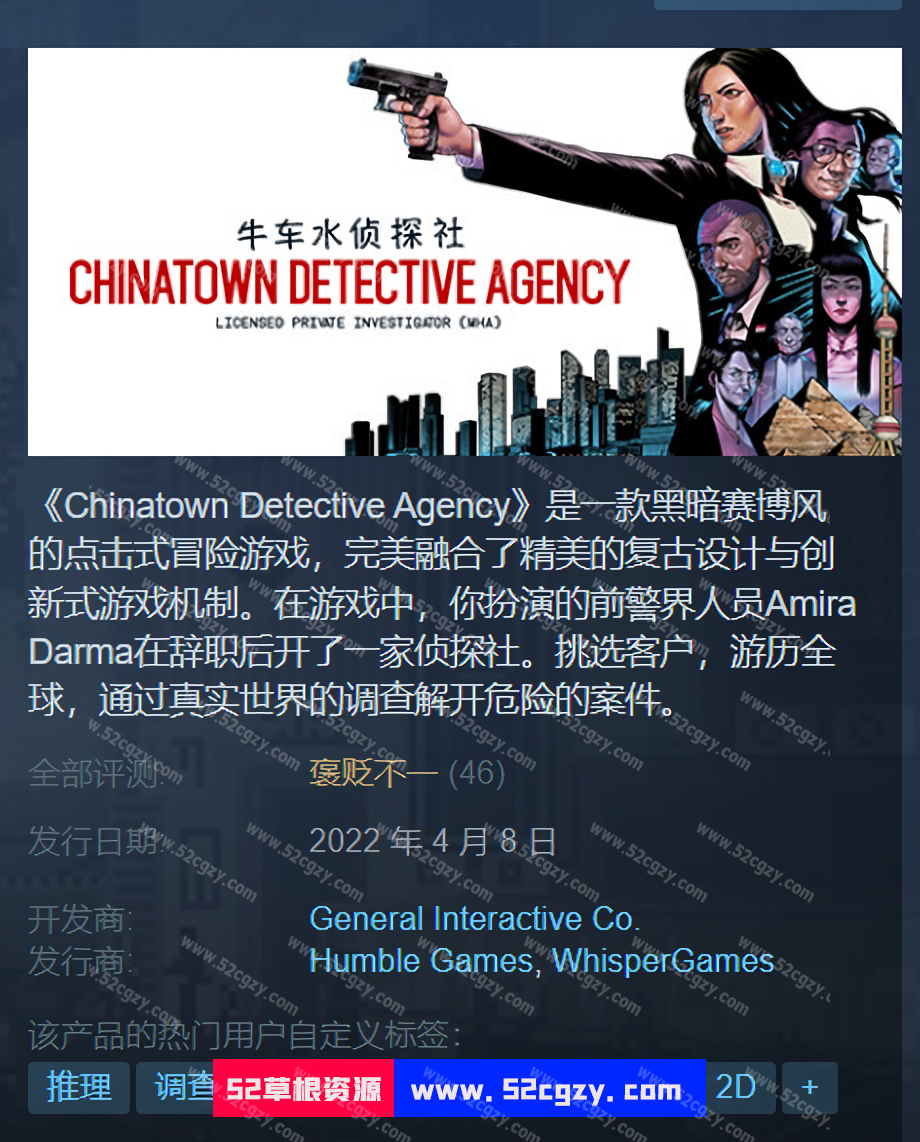 牛车水侦探社
CHINATOWN DETECTIVE AGENCY
LICENSED PRIVATE INVESTIGATOR (MHA)
《Chinatown Detective Agency》是一款黑暗赛博风
的点击式冒险游戏，完美融合了精美的复古设计与创
新式游戏机制。在游戏中，你扮演的前警界人员Amira
Darma在辞职后开了一家侦探社。挑选客户，游历全
球，通过真实世界的调查解开危险的案件。
全部评测: 褒贬不一 (46)
发行日期: 2022 年 4 月 8 日
开发商: General Interactive Co.
发行商: Humble Games, WhisperGames
该产品的热门用户自定义标签:
推理 调查 52草根资源 www.52cgzy.com 2D +
www.52cgzy.com